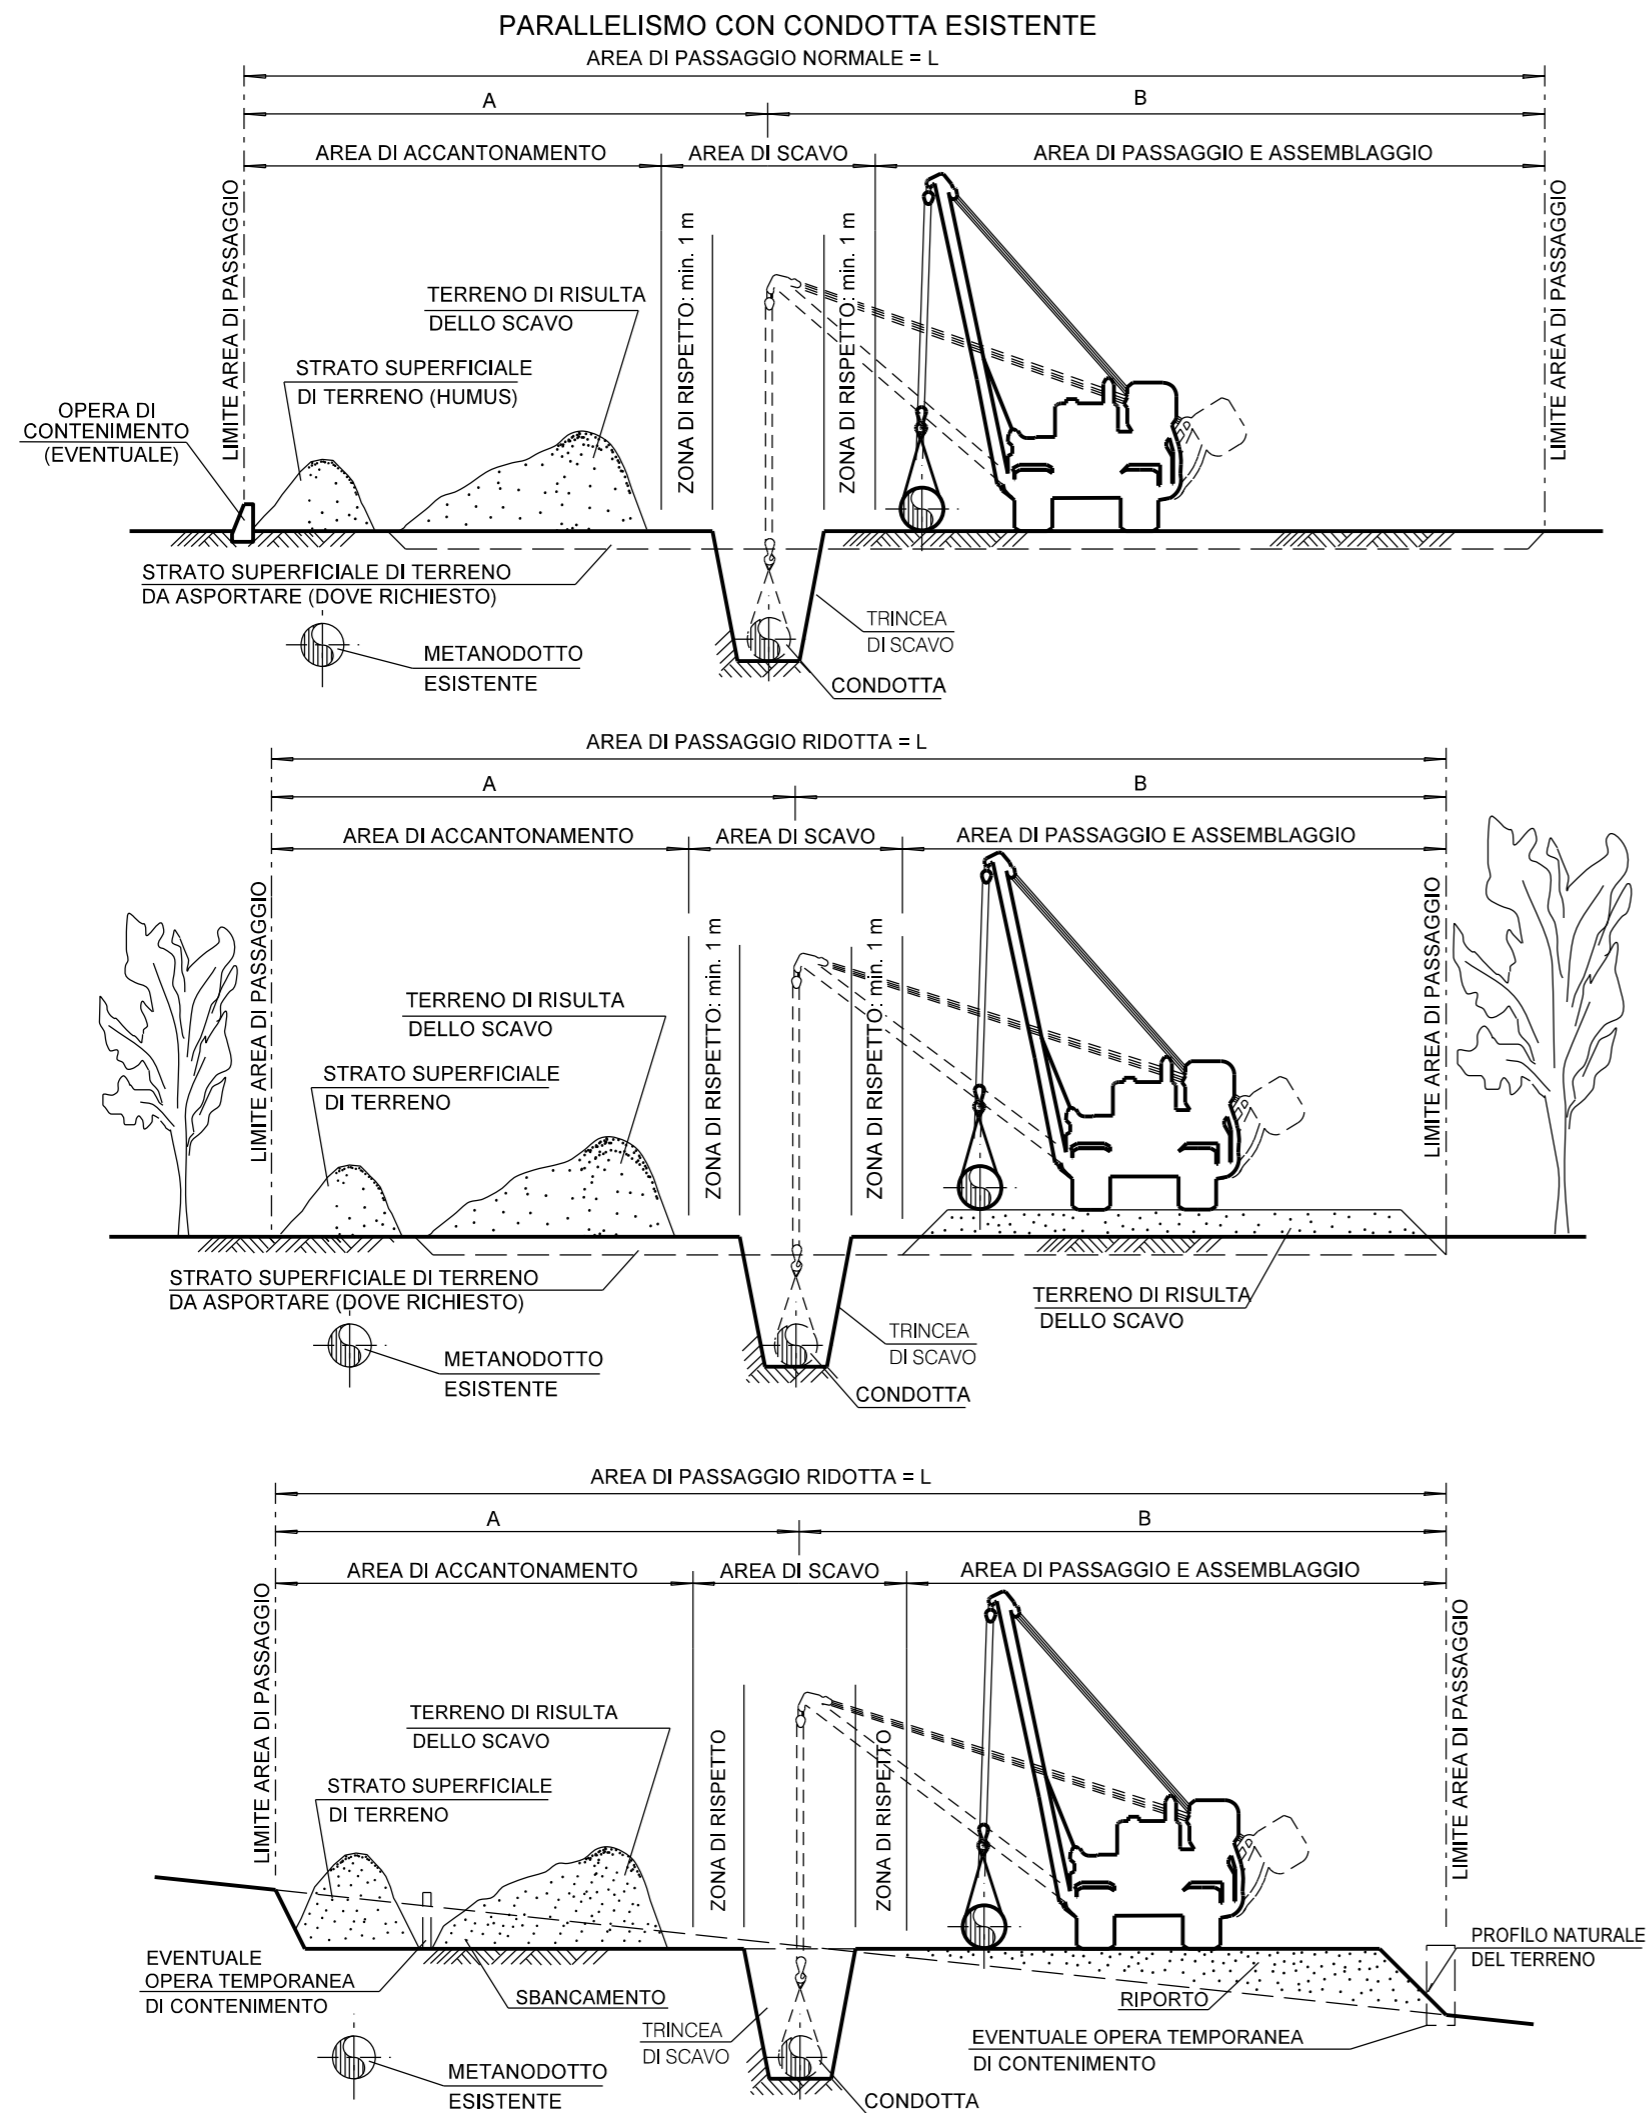 PARALLELISMO CON CONDOTTA ESISTENTE
AREA DI PASSAGGIO NORMALE = L
A
B
AREA DI ACCANTONAMENTO
AREA DI SCAVO
AREA DI PASSAGGIO E ASSEMBLAGGIO
LIMITE AREA DI PASSAGGIO
ZONA DI RISPETTO: min. 1 m
ZONA DI RISPETTO: min. 1 m
LIMITE AREA DI PASSAGGIO
TERRENO DI RISULTA
DELLO SCAVO
STRATO SUPERFICIALE
DI TERRENO (HUMUS)
OPERA DI
CONTENIMENTO
(EVENTUALE)
STRATO SUPERFICIALE DI TERRENO
DA ASPORTARE (DOVE RICHIESTO)
TRINCEA
DI SCAVO
METANODOTTO
ESISTENTE
CONDOTTA
AREA DI PASSAGGIO RIDOTTA = L
A
B
AREA DI ACCANTONAMENTO
AREA DI SCAVO
AREA DI PASSAGGIO E ASSEMBLAGGIO
LIMITE AREA DI PASSAGGIO
ZONA DI RISPETTO: min. 1 m
ZONA DI RISPETTO: min. 1 m
LIMITE AREA DI PASSAGGIO
TERRENO DI RISULTA
DELLO SCAVO
STRATO SUPERFICIALE
DI TERRENO
STRATO SUPERFICIALE DI TERRENO
DA ASPORTARE (DOVE RICHIESTO)
TERRENO DI RISULTA
DELLO SCAVO
TRINCEA
DI SCAVO
METANODOTTO
ESISTENTE
CONDOTTA
AREA DI PASSAGGIO RIDOTTA = L
A
B
AREA DI ACCANTONAMENTO
AREA DI SCAVO
AREA DI PASSAGGIO E ASSEMBLAGGIO
LIMITE AREA DI PASSAGGIO
ZONA DI RISPETTO
ZONA DI RISPETTO
LIMITE AREA DI PASSAGGIO
TERRENO DI RISULTA
DELLO SCAVO
STRATO SUPERFICIALE
DI TERRENO
PROFILO NATURALE
DEL TERRENO
EVENTUALE
OPERA TEMPORANEA
DI CONTENIMENTO
SBANCAMENTO
RIPORTO
TRINCEA
DI SCAVO
EVENTUALE OPERA TEMPORANEA
DI CONTENIMENTO
METANODOTTO
ESISTENTE
CONDOTTA